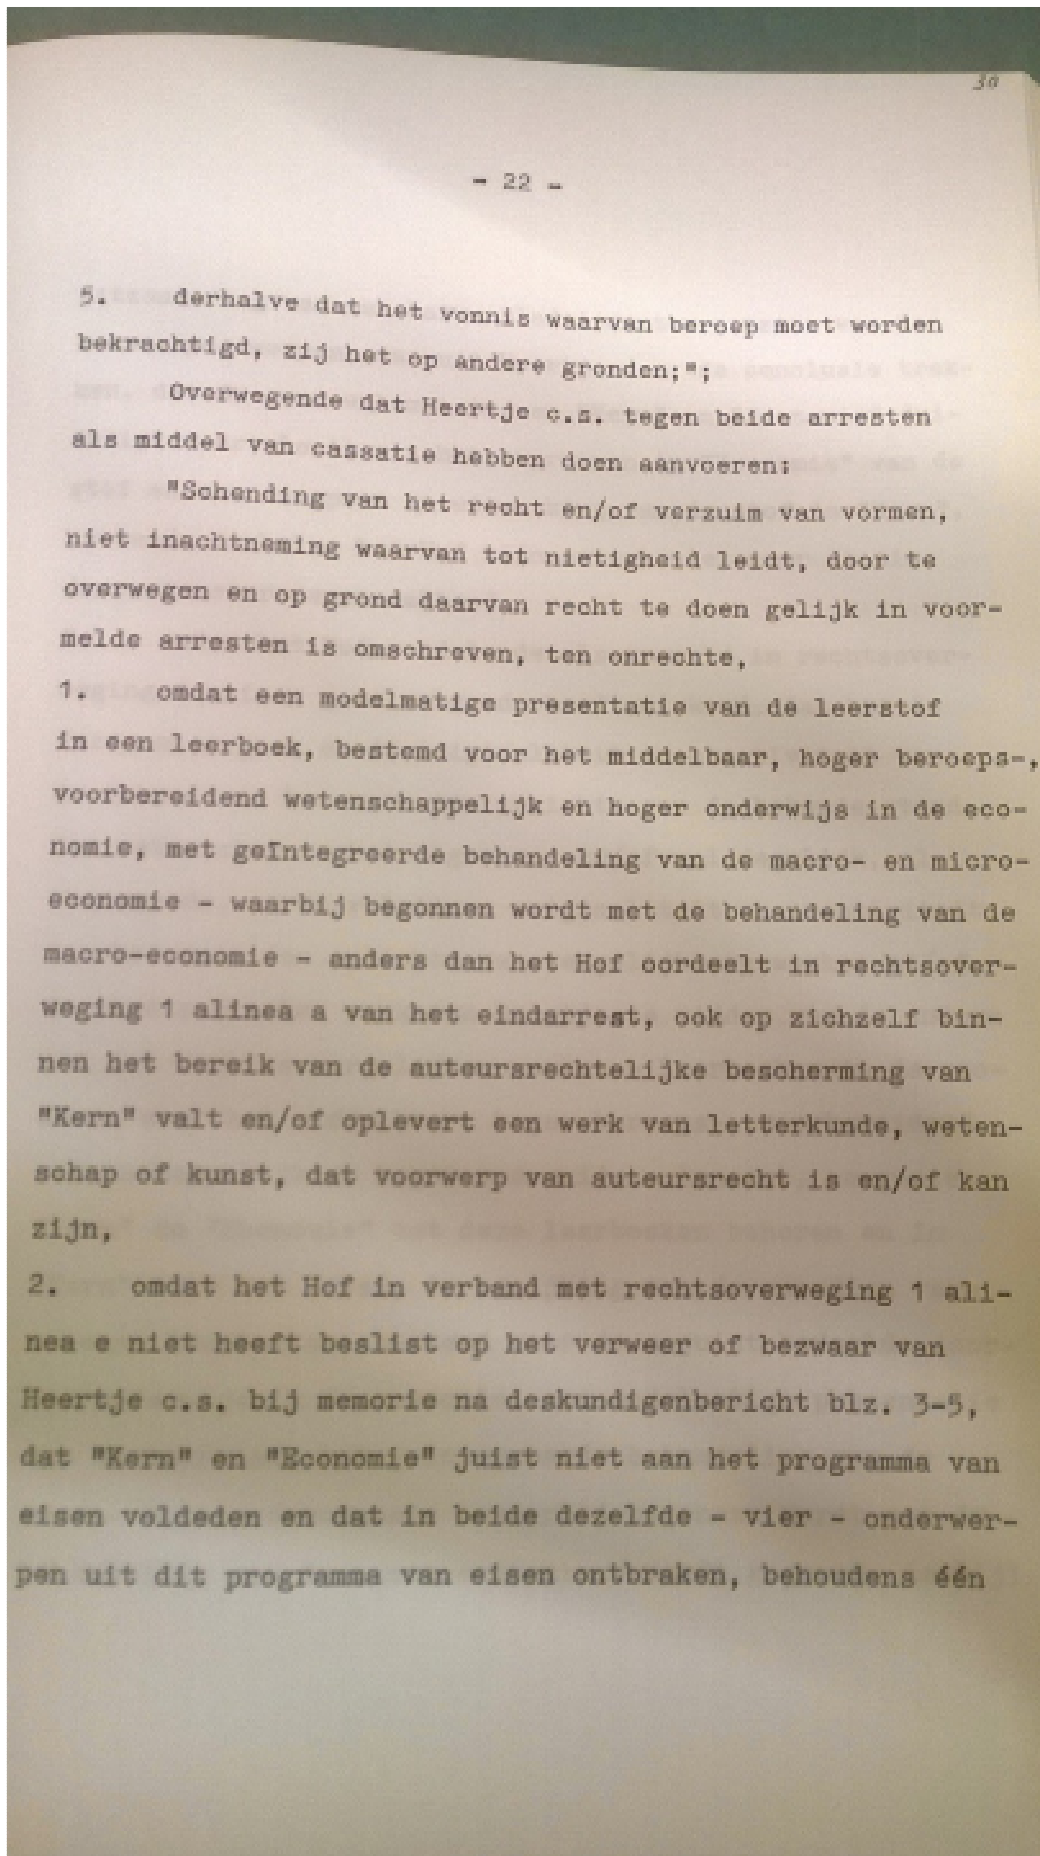 30
- 22 -
5. derhalve dat het vonnis waarvan beroep moet worden
bekrachtigd, zij het op andere gronden;";
Overwegende dat Heertje c.s. tegen beide arresten
als middel van cassatie hebben doen aanvoeren:
"Schending van het recht en/of verzuim van vormen,
niet inachtneming waarvan tot nietigheid leidt, door te
overwegen en op grond daarvan recht te doen gelijk in voor-
melde arresten is omschreven, ten onrechte,
1. omdat een modelmatige presentatie van de leerstof
in een leerboek, bestemd voor het middelbaar, hoger beroeps-,
voorbereidend wetenschappelijk en hoger onderwijs in de eco-
nomie, met geïntegreerde behandeling van de macro- en micro-
economie - waarbij begonnen wordt met de behandeling van de
macro-economie - anders dan het Hof oordeelt in rechtsover-
weging 1 alinea a van het eindarrest, ook op zichzelf bin-
nen het bereik van de auteursrechtelijke bescherming van
"Kern" valt en/of oplevert een werk van letterkunde, weten-
schap of kunst, dat voorwerp van auteursrecht is en/of kan
zijn,
2. omdat het Hof in verband met rechtsoverweging 1 ali-
nea e niet heeft beslist op het verweer of bezwaar van
Heertje c.s. bij memorie na deskundigenbericht blz. 3-5,
dat "Kern" en "Economie" juist niet aan het programma van
eisen voldeden en dat in beide dezelfde - vier - onderwer-
pen uit dit programma van eisen ontbraken, behoudens één